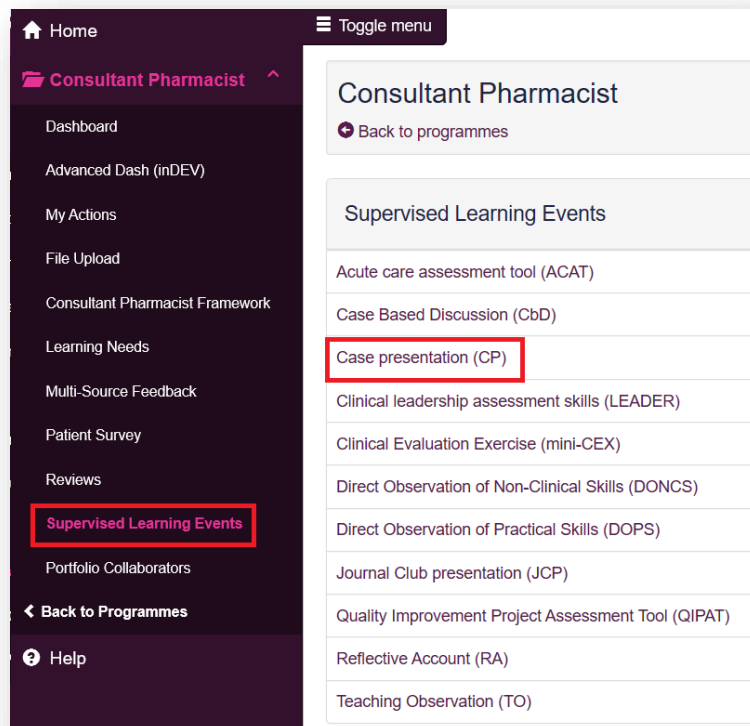 Home
Consultant Pharmacist
Dashboard
Advanced Dash (inDEV)
My Actions
File Upload
Consultant Pharmacist Framework
Learning Needs
Multi-Source Feedback
Patient Survey
Reviews
Supervised Learning Events
Portfolio Collaborators
Back to Programmes
Help
Toggle menu
Consultant Pharmacist
Back to programmes
Supervised Learning Events
Acute care assessment tool (ACAT)
Case Based Discussion (CbD)
Case presentation (CP)
Clinical leadership assessment skills (LEADER)
Clinical Evaluation Exercise (mini-CEX)
Direct Observation of Non-Clinical Skills (DONCS)
Direct Observation of Practical Skills (DOPS)
Journal Club presentation (JCP)
Quality Improvement Project Assessment Tool (QIPAT)
Reflective Account (RA)
Teaching Observation (TO)